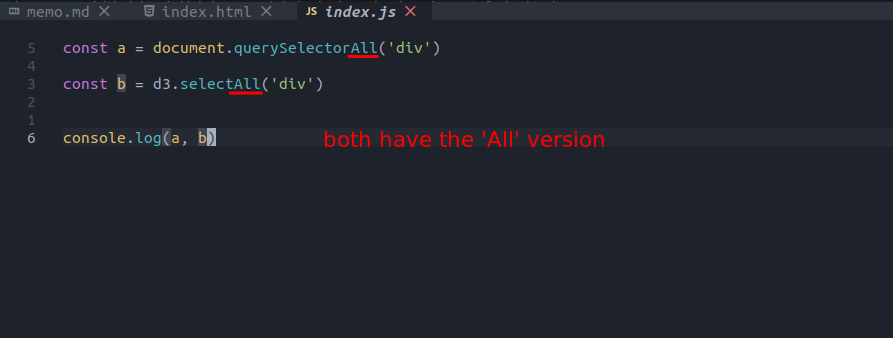 memo.md index.html JS index.js
5 const a = document.querySelectorAll('div')
4
3 const b = d3.selectAll('div')
2
1
6 console.log(a, b) both have the 'All' version